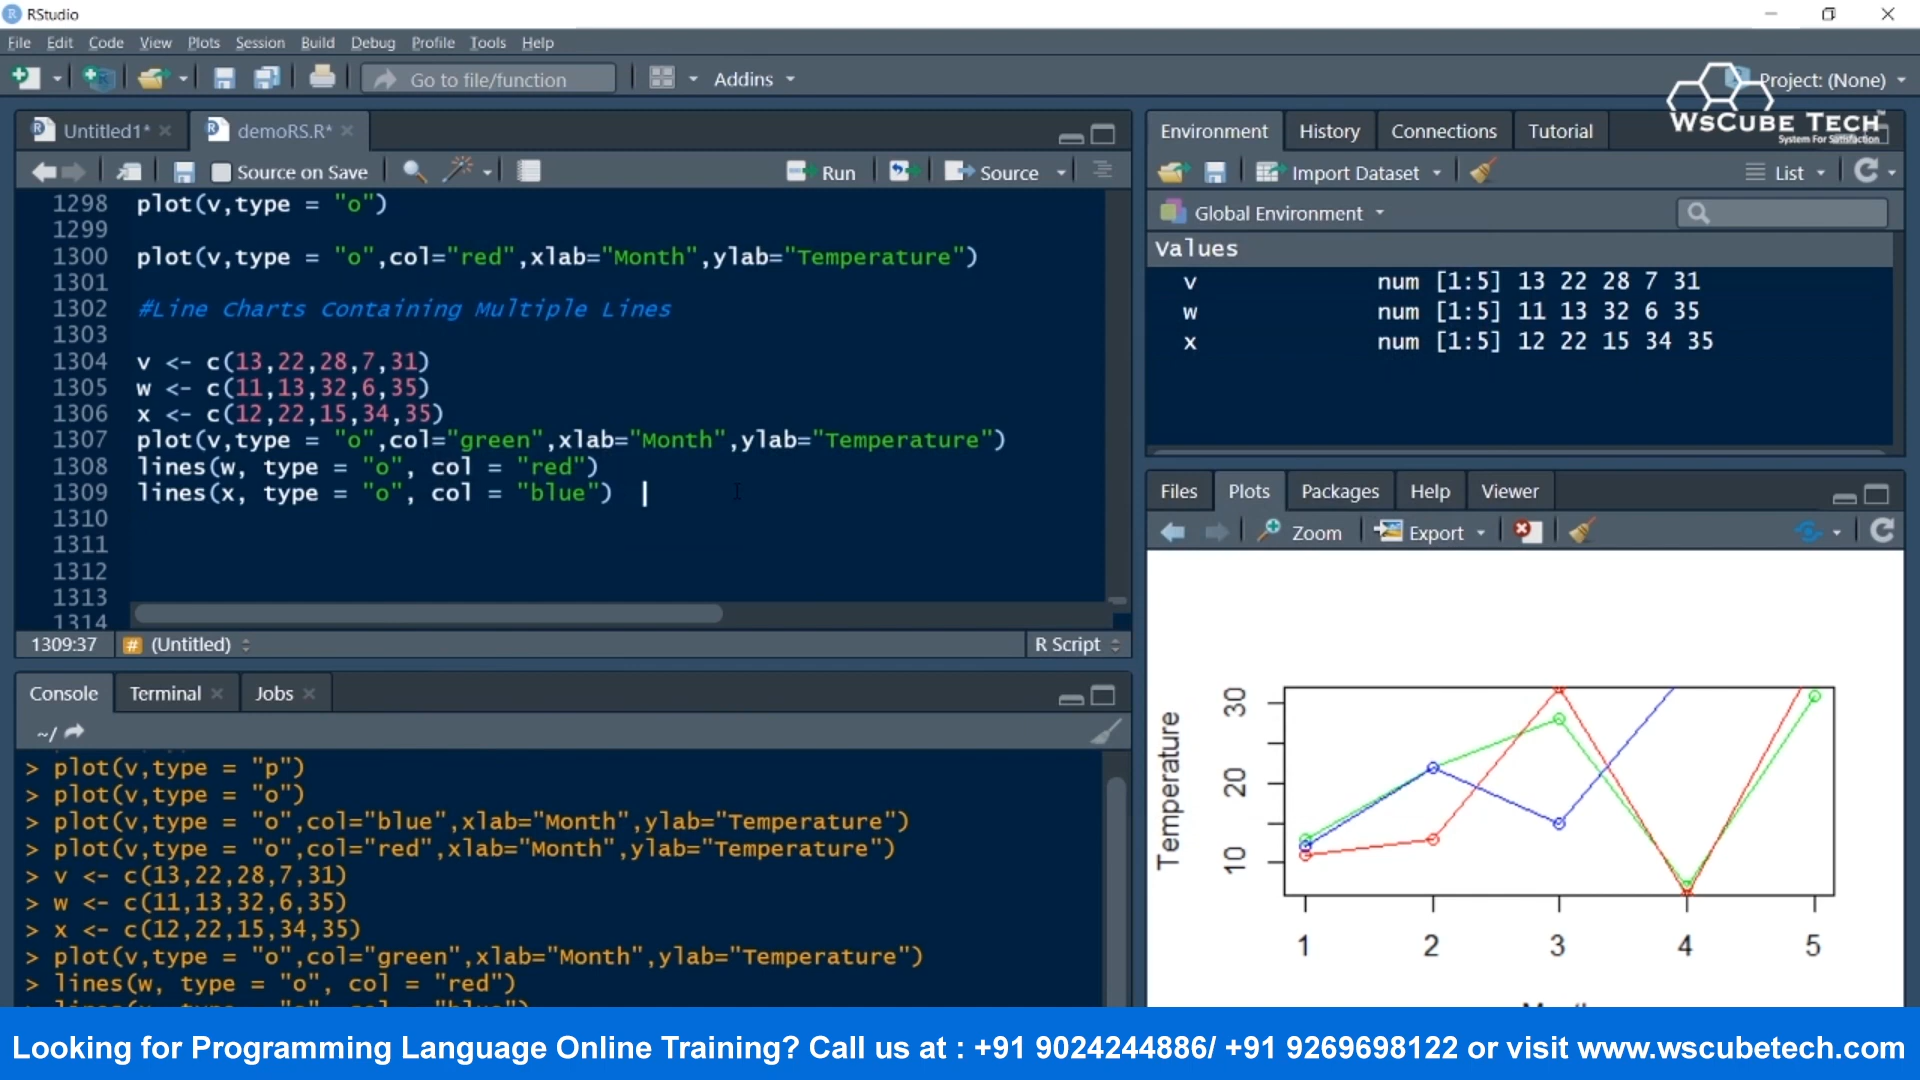 RStudio
File Edit Code View Plots Session Build Debug Profile Tools Help
Go to file/function
Addins
Project: (None)
WsCube Tech
System For Satisfaction
Untitled1*
demoRS.R*
Source on Save
Run
Source
1298 plot(v,type = "o")
1299
1300 plot(v,type = "o",col="red",xlab="Month",ylab="Temperature")
1301
1302 #Line Charts Containing Multiple Lines
1303
1304 v <- c(13,22,28,7,31)
1305 w <- c(11,13,32,6,35)
1306 x <- c(12,22,15,34,35)
1307 plot(v,type = "o",col="green",xlab="Month",ylab="Temperature")
1308 lines(w, type = "o", col = "red")
1309 lines(x, type = "o", col = "blue")
1310
1311
1312
1313
1314
1309:37
# (Untitled)
R Script
Console Terminal Jobs
~/
> plot(v,type = "p")
> plot(v,type = "o")
> plot(v,type = "o",col="blue",xlab="Month",ylab="Temperature")
> plot(v,type = "o",col="red",xlab="Month",ylab="Temperature")
> v <- c(13,22,28,7,31)
> w <- c(11,13,32,6,35)
> x <- c(12,22,15,34,35)
> plot(v,type = "o",col="green",xlab="Month",ylab="Temperature")
> lines(w, type = "o", col = "red")
Environment History Connections Tutorial
Import Dataset
List
Global Environment
Values
v num [1:5] 13 22 28 7 31
w num [1:5] 11 13 32 6 35
x num [1:5] 12 22 15 34 35
Files Plots Packages Help Viewer
Zoom Export
Temperature
30
20
10
1 2 3 4 5
Looking for Programming Language Online Training? Call us at : +91 9024244886/ +91 9269698122 or visit www.wscubetech.com